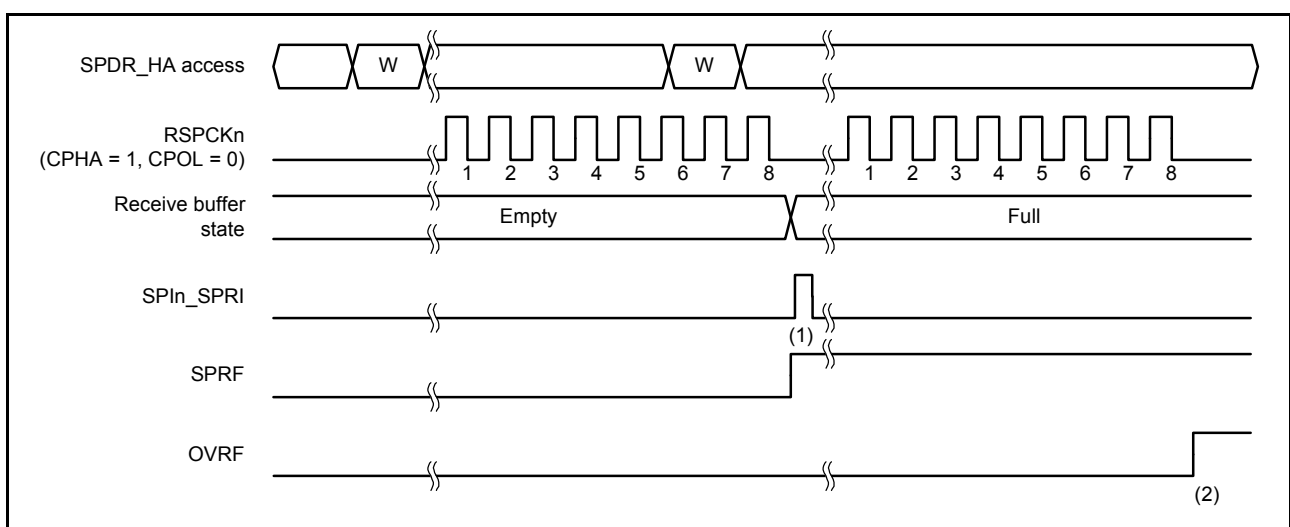 SPDR_HA access
W
W
RSPCKn
(CPHA = 1, CPOL = 0)
1 2 3 4 5 6 7 8
1 2 3 4 5 6 7 8
Receive buffer
state
Empty
Full
SPIn_SPRI
(1)
SPRF
OVRF
(2)